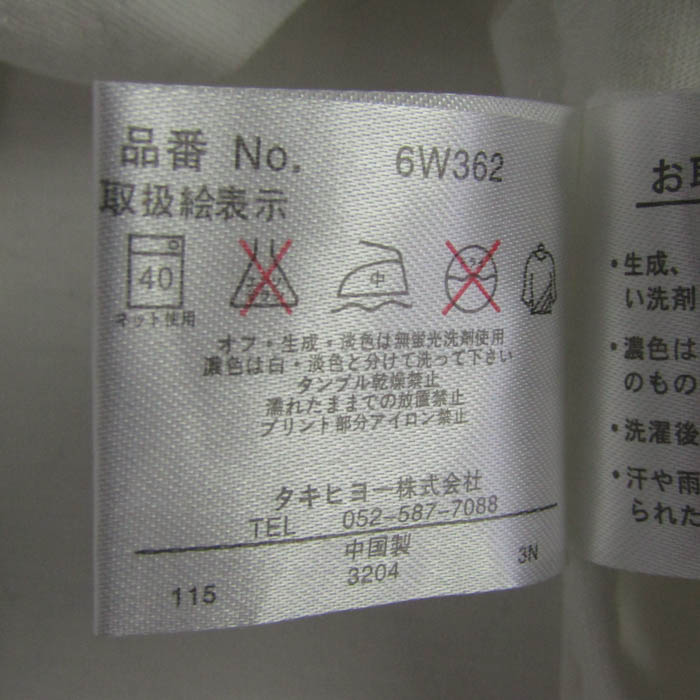 品番 No. 6W362
取扱絵表示
40
中
ネット使用
オフ・生成・淡色は無蛍光洗剤使用
濃色は白・淡色と分けて洗って下さい
タンブル乾燥禁止
濡れたままでの放置禁止
プリント部分アイロン禁止
タキヒヨー株式会社
TEL 052-587-7088
中国製
3204
3N
115
お取
・生成、
い洗剤
・濃色は
のもの
・洗濯後
・汗や雨
られた